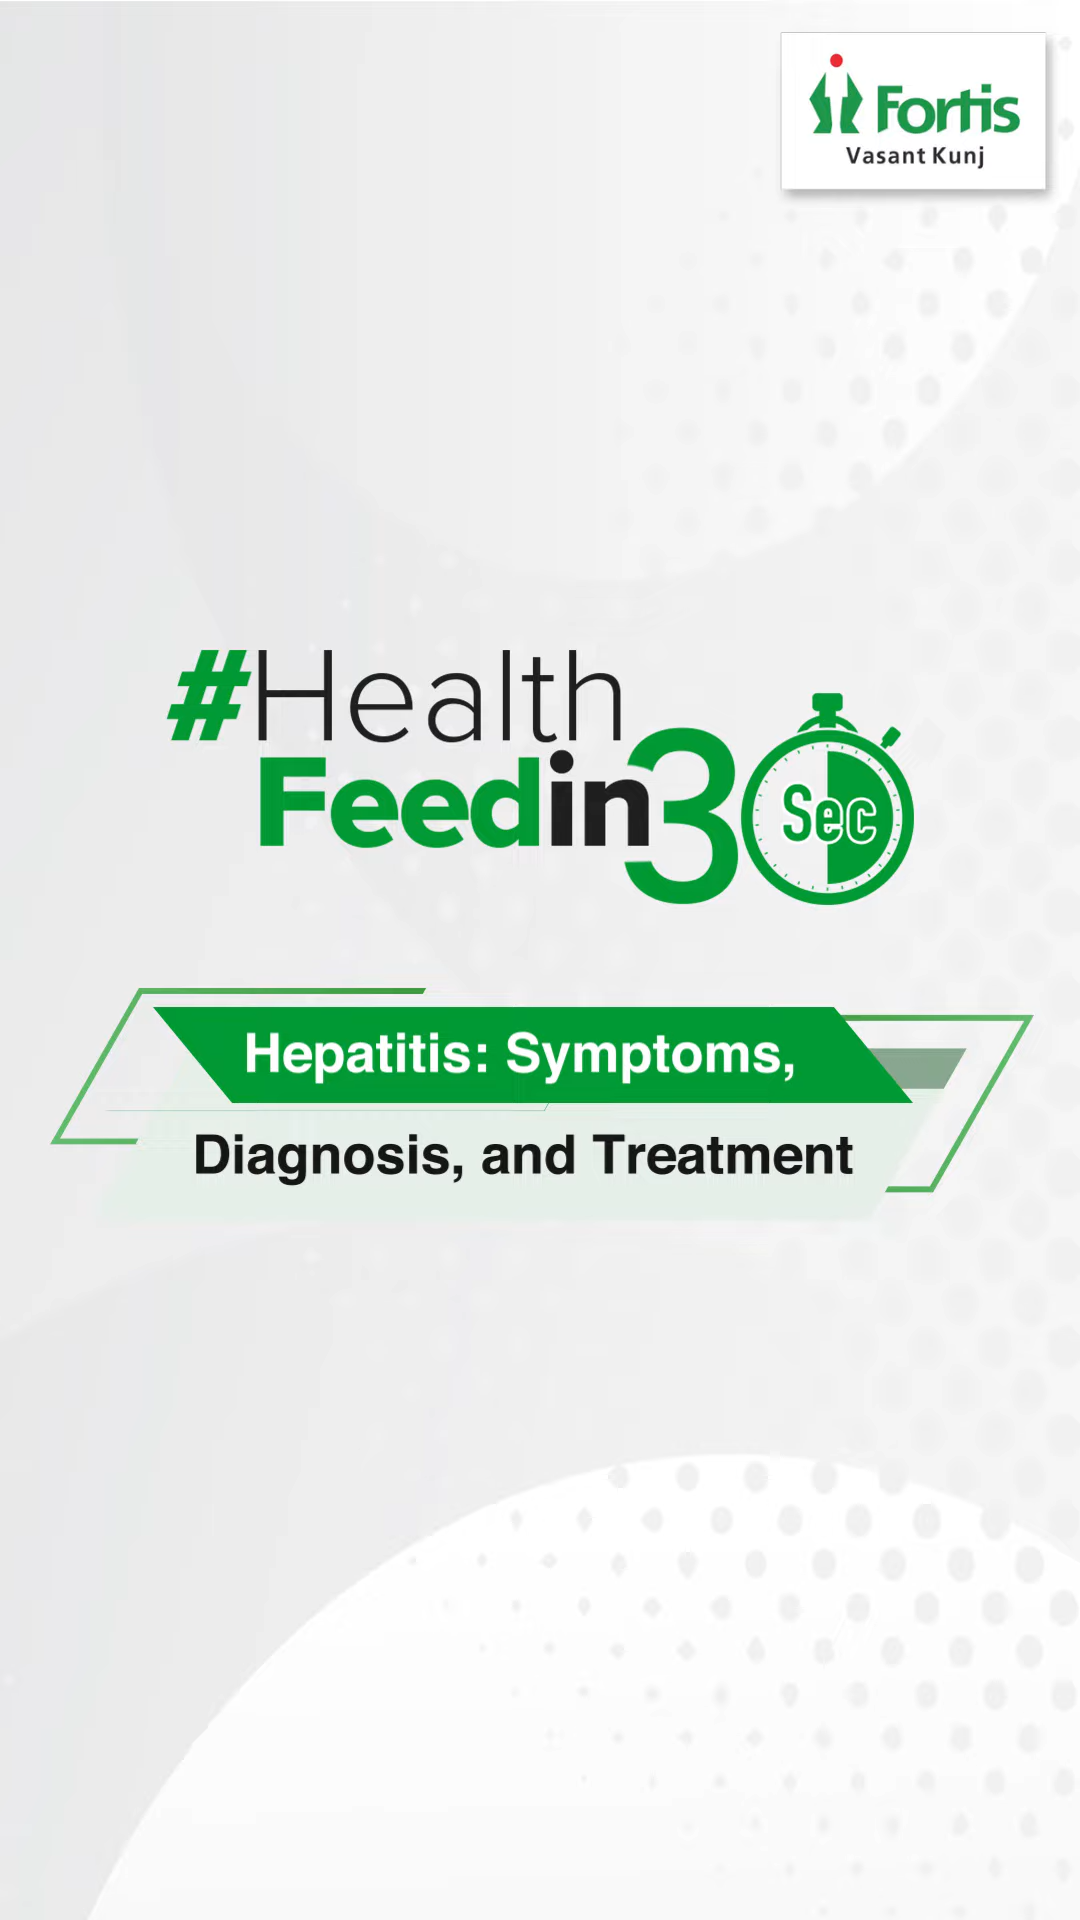 Fortis
Vasant Kunj
#Health
Feedin30
Sec
Hepatitis: Symptoms,
Diagnosis, and Treatment